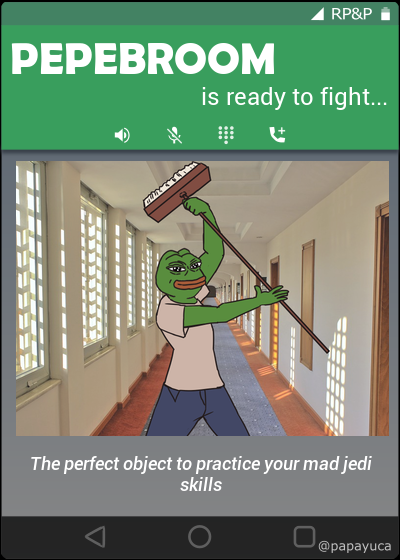 RP&P
PEPEBROOM
is ready to fight...
The perfect object to practice your mad jedi
skills
@papayuca